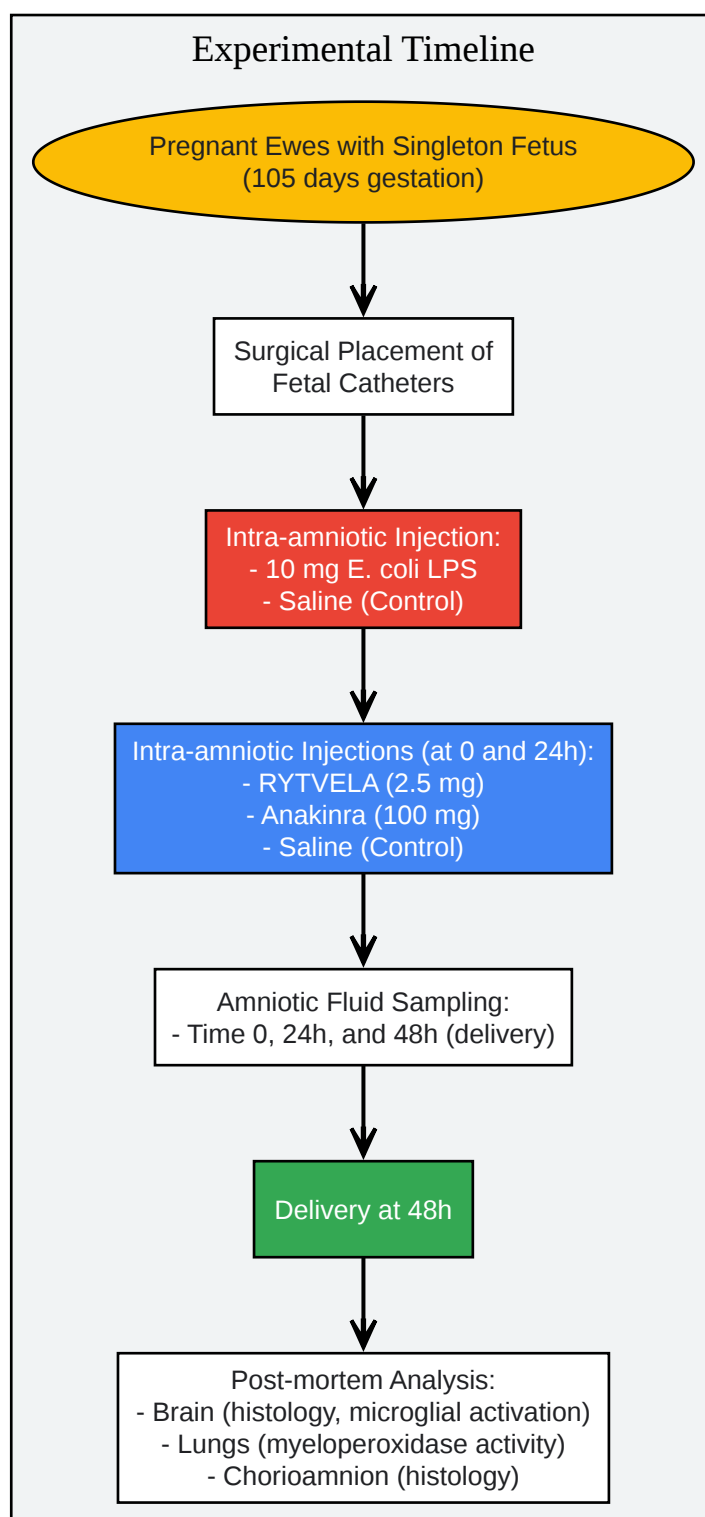 Experimental Timeline
Pregnant Ewes with Singleton Fetus
(105 days gestation)
Surgical Placement of
Fetal Catheters
Intra-amniotic Injection:
- 10 mg E. coli LPS
- Saline (Control)
Intra-amniotic Injections (at 0 and 24h):
- RYTVELA (2.5 mg)
- Anakinra (100 mg)
- Saline (Control)
Amniotic Fluid Sampling:
- Time 0, 24h, and 48h (delivery)
Delivery at 48h
Post-mortem Analysis:
- Brain (histology, microglial activation)
- Lungs (myeloperoxidase activity)
- Chorioamnion (histology)